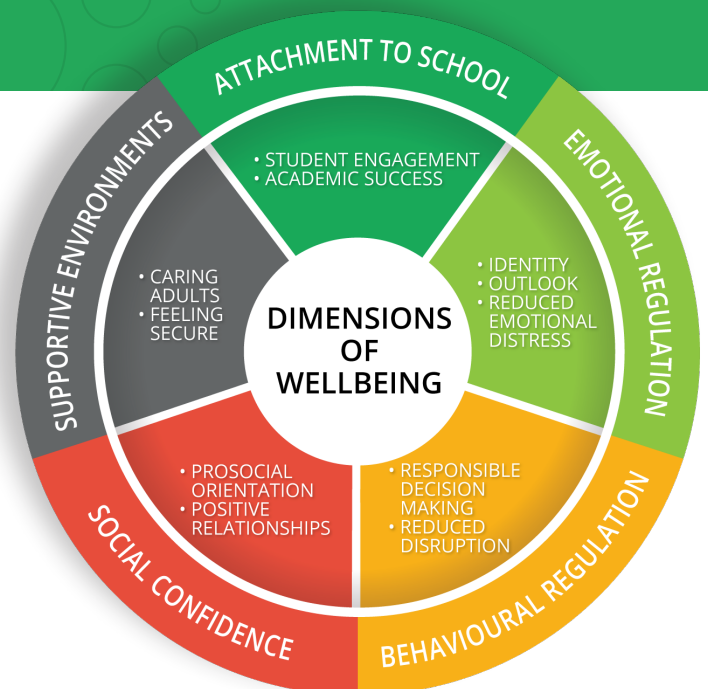 ATTACHMENT TO SCHOOL
• STUDENT ENGAGEMENT
• ACADEMIC SUCCESS
EMOTIONAL REGULATION
• IDENTITY
• OUTLOOK
• REDUCED
EMOTIONAL
DISTRESS
BEHAVIOURAL REGULATION
• RESPONSIBLE
DECISION
MAKING
• REDUCED
DISRUPTION
SOCIAL CONFIDENCE
• PROSOCIAL
ORIENTATION
• POSITIVE
RELATIONSHIPS
SUPPORTIVE ENVIRONMENTS
• CARING
ADULTS
• FEELING
SECURE
DIMENSIONS
OF
WELLBEING